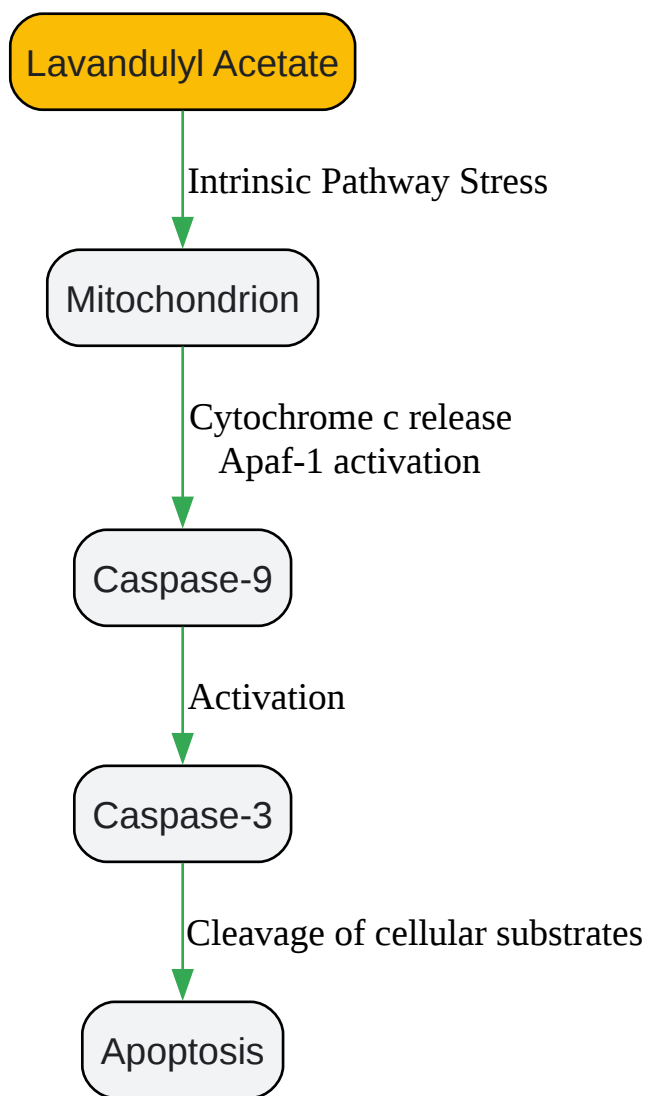 Lavandulyl Acetate
Intrinsic Pathway Stress
Mitochondrion
Cytochrome c release
Apaf-1 activation
Caspase-9
Activation
Caspase-3
Cleavage of cellular substrates
Apoptosis